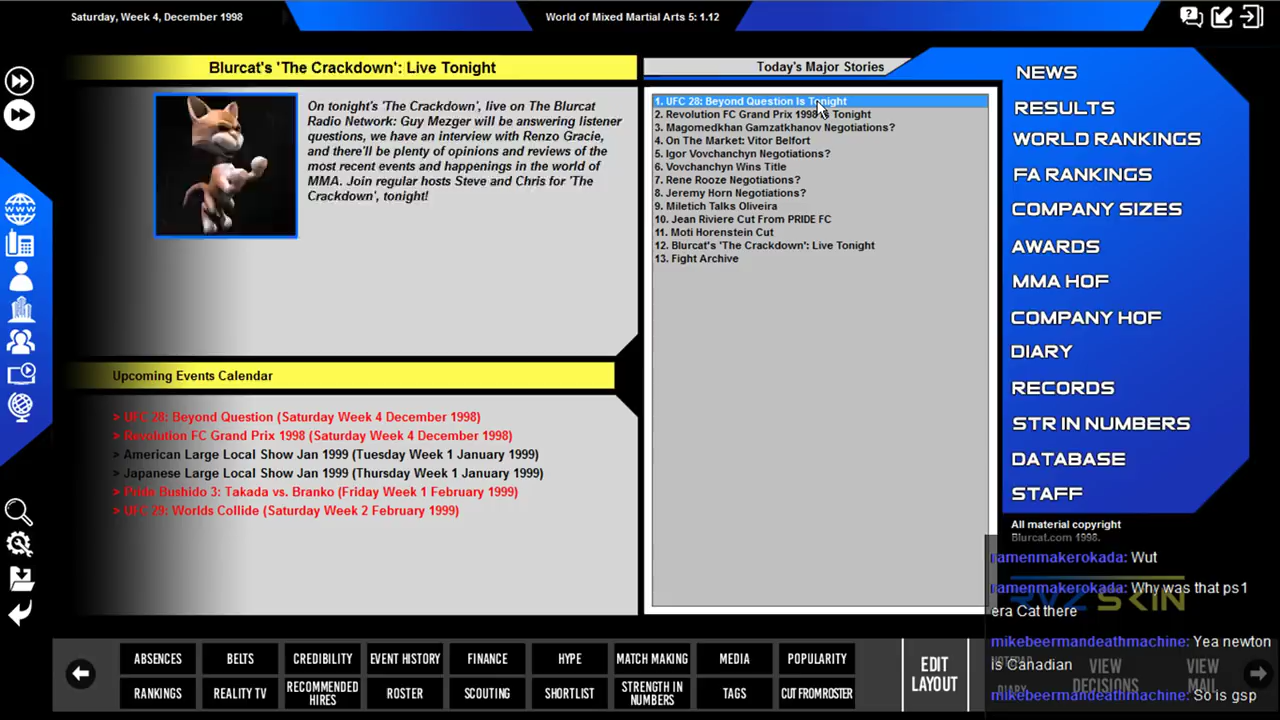 Saturday, Week 4, December 1998
World of Mixed Martial Arts 5: 1.12
Blurcat's 'The Crackdown': Live Tonight
On tonight's 'The Crackdown', live on The Blurcat
Radio Network: Guy Mezger will be answering listener
questions, we have an interview with Renzo Gracie,
and there'll be plenty of opinions and reviews of the
most recent events and happenings in the world of
MMA. Join regular hosts Steve and Chris for 'The
Crackdown', tonight!
Upcoming Events Calendar
> UFC 28: Beyond Question (Saturday Week 4 December 1998)
> Revolution FC Grand Prix 1998 (Saturday Week 4 December 1998)
> American Large Local Show Jan 1999 (Tuesday Week 1 January 1999)
> Japanese Large Local Show Jan 1999 (Thursday Week 1 January 1999)
> Pride Bushido 3: Takada vs. Branko (Friday Week 1 February 1999)
> UFC 29: Worlds Collide (Saturday Week 2 February 1999)
Today's Major Stories
1. UFC 28: Beyond Question Is Tonight
2. Revolution FC Grand Prix 1998 Is Tonight
3. Magomedkhan Gamzatkhanov Negotiations?
4. On The Market: Vitor Belfort
5. Igor Vovchanchyn Negotiations?
6. Vovchanchyn Wins Title
7. Rene Rooze Negotiations?
8. Jeremy Horn Negotiations?
9. Miletich Talks Oliveira
10. Jean Riviere Cut From PRIDE FC
11. Moti Horenstein Cut
12. Blurcat's 'The Crackdown': Live Tonight
13. Fight Archive
NEWS
RESULTS
WORLD RANKINGS
FA RANKINGS
COMPANY SIZES
AWARDS
MMA HOF
COMPANY HOF
DIARY
RECORDS
STR IN NUMBERS
DATABASE
STAFF
All material copyright
Blurcat.com 1998.
ramenmakerokada: Wut
ramenmakerokada: Why was that ps1
era Cat there
mikebeermandeathmachine: Yea newton
is Canadian
mikebeermandeathmachine: So is gsp
SKIN
ABSENCES
BELTS
CREDIBILITY
EVENT HISTORY
FINANCE
HYPE
MATCH MAKING
MEDIA
POPULARITY
RANKINGS
REALITY TV
RECOMMENDED
HIRES
ROSTER
SCOUTING
SHORTLIST
STRENGTH IN
NUMBERS
TAGS
CUT FROM ROSTER
EDIT
LAYOUT
DIARY
VIEW
DECISIONS
VIEW
MAIL